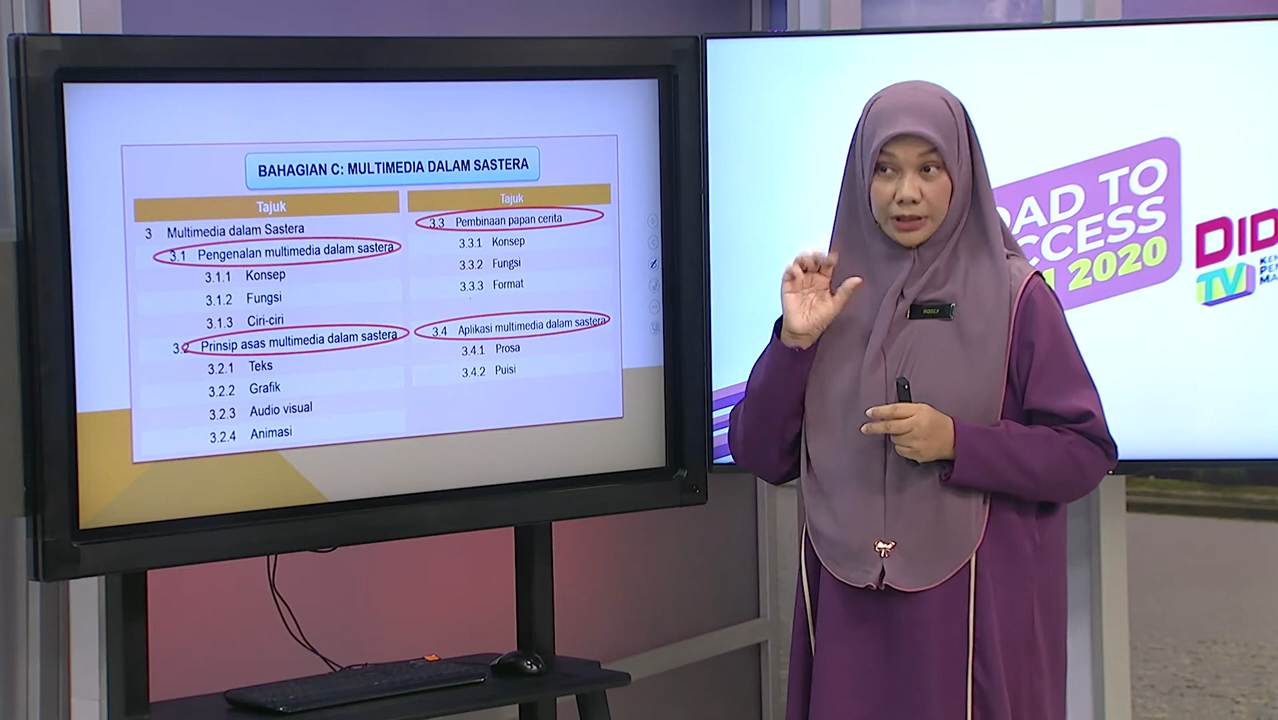 BAHAGIAN C: MULTIMEDIA DALAM SASTERA
Tajuk
3 Multimedia dalam Sastera
3.1 Pengenalan multimedia dalam sastera
3.1.1 Konsep
3.1.2 Fungsi
3.1.3 Ciri-ciri
3.2 Prinsip asas multimedia dalam sastera
3.2.1 Teks
3.2.2 Grafik
3.2.3 Audio visual
3.2.4 Animasi
Tajuk
3.3 Pembinaan papan cerita
3.3.1 Konsep
3.3.2 Fungsi
3.3.3 Format
3.4 Aplikasi multimedia dalam sastera
3.4.1 Prosa
3.4.2 Puisi
OAD TO
CCESS
2020
DID
TV